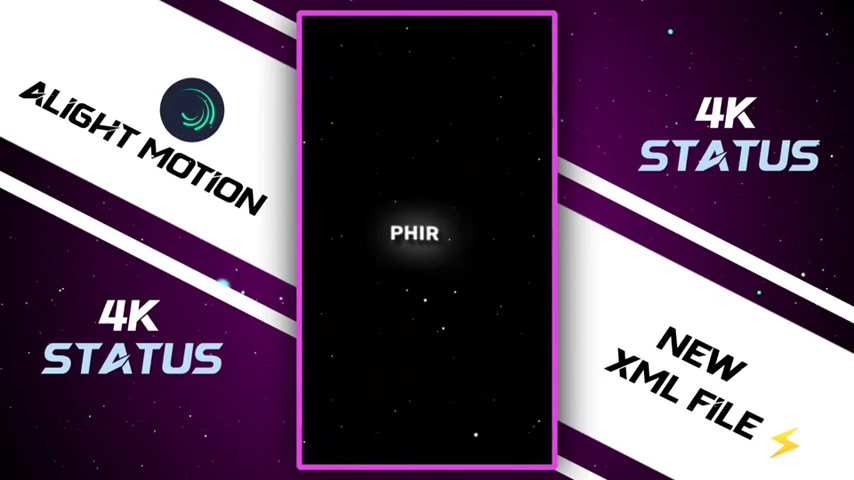 ALIGHT MOTION
4K
STATUS
PHIR
4K
STATUS
NEW
XML FILE ⚡